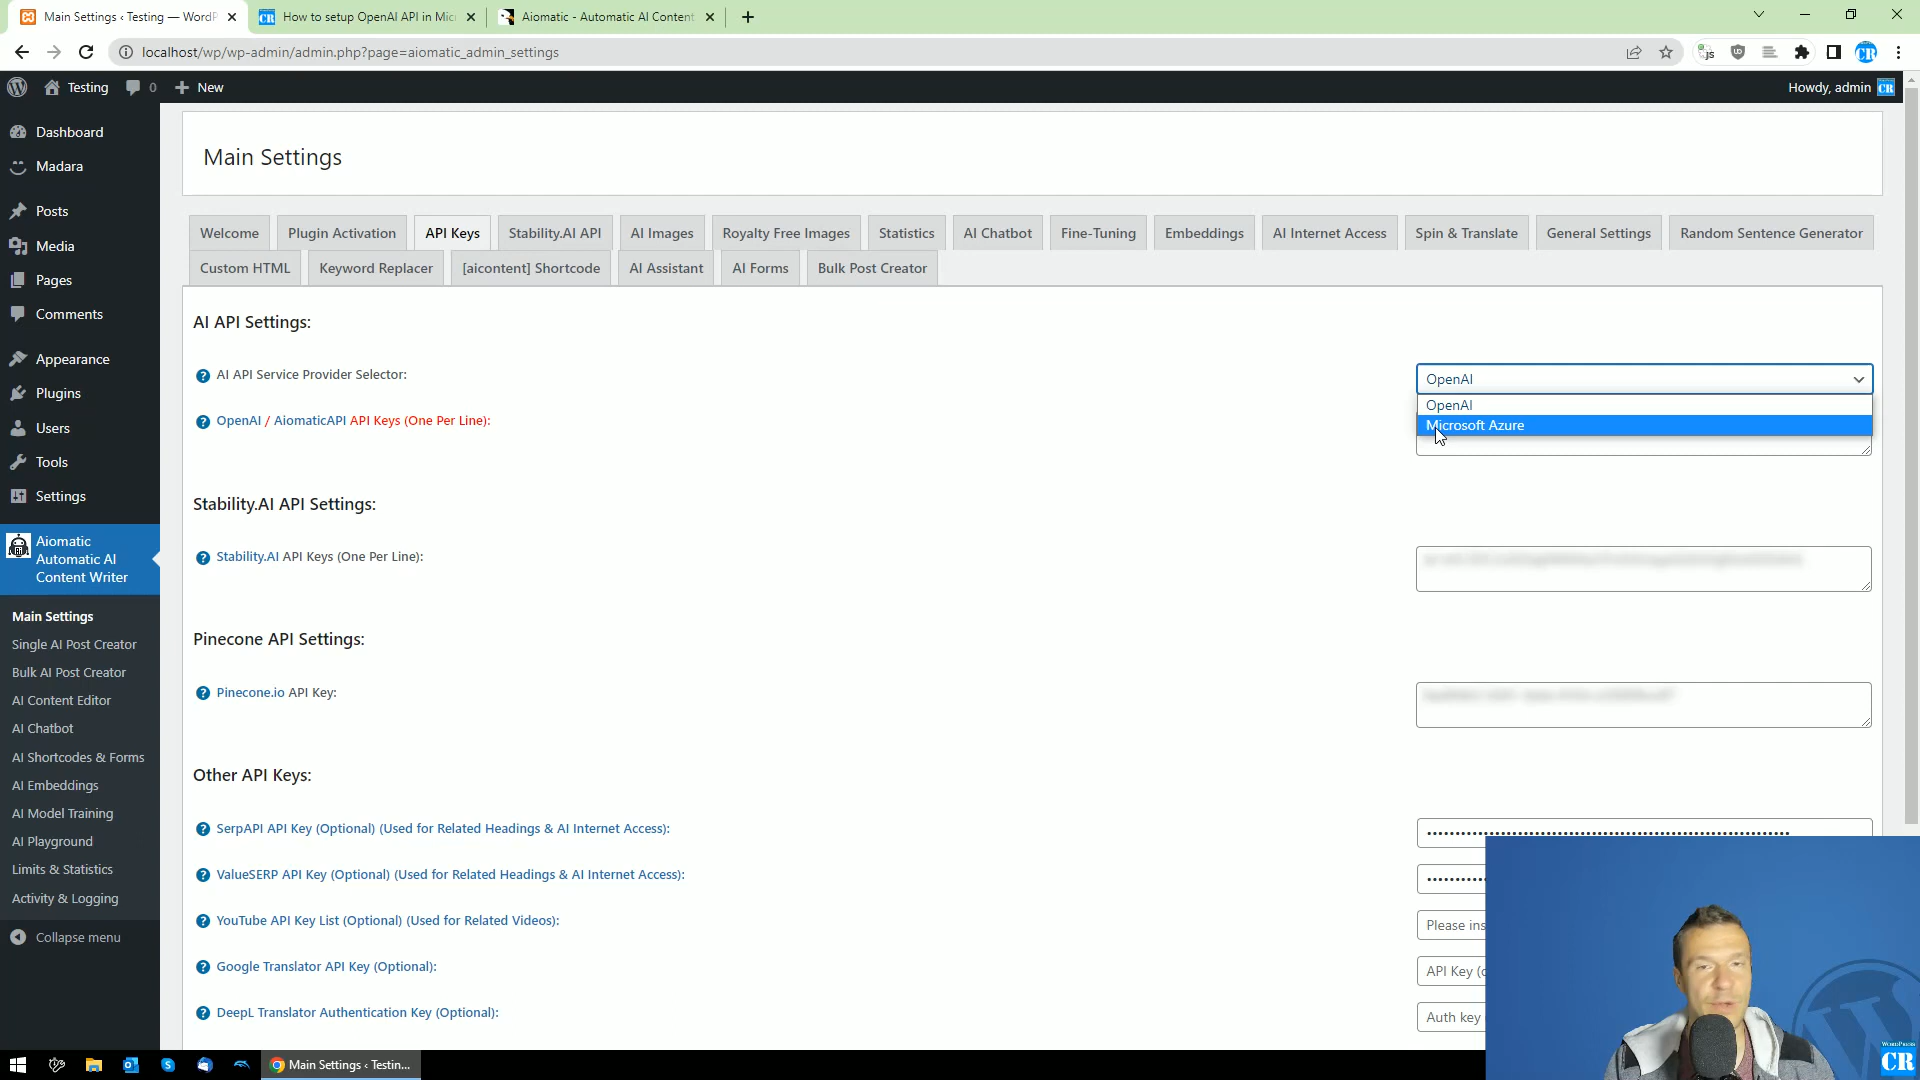 Main Settings ‹ Testing — WordP
How to setup OpenAI API in Mic
Aiomatic - Automatic AI Content
localhost/wp/wp-admin/admin.php?page=aiomatic_admin_settings
Testing
0
New
Howdy, admin
Dashboard
Madara
Posts
Media
Pages
Comments
Appearance
Plugins
Users
Tools
Settings
Aiomatic
Automatic AI
Content Writer
Main Settings
Single AI Post Creator
Bulk AI Post Creator
AI Content Editor
AI Chatbot
AI Shortcodes & Forms
AI Embeddings
AI Model Training
AI Playground
Limits & Statistics
Activity & Logging
Collapse menu
Main Settings
Welcome
Plugin Activation
API Keys
Stability.AI API
AI Images
Royalty Free Images
Statistics
AI Chatbot
Fine-Tuning
Embeddings
AI Internet Access
Spin & Translate
General Settings
Random Sentence Generator
Custom HTML
Keyword Replacer
[aicontent] Shortcode
AI Assistant
AI Forms
Bulk Post Creator
AI API Settings:
AI API Service Provider Selector:
OpenAI
OpenAI
Microsoft Azure
OpenAI / AiomaticAPI API Keys (One Per Line):
Stability.AI API Settings:
Stability.AI API Keys (One Per Line):
Pinecone API Settings:
Pinecone.io API Key:
Other API Keys:
SerpAPI API Key (Optional) (Used for Related Headings & AI Internet Access):
ValueSERP API Key (Optional) (Used for Related Headings & AI Internet Access):
YouTube API Key List (Optional) (Used for Related Videos):
Please ins
Google Translator API Key (Optional):
API Key (o
DeepL Translator Authentication Key (Optional):
Auth key
Main Settings ‹ Testin...
WORDPRESS
CR